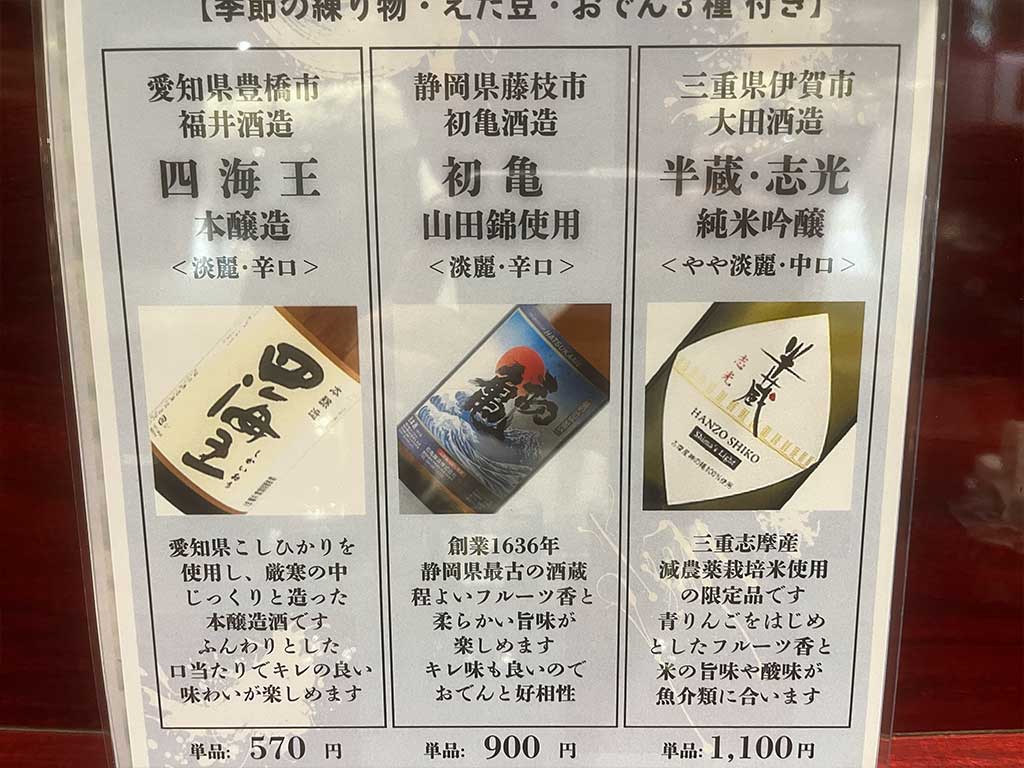 【季節の練り物・えだ豆・おでん3種 付き】
愛知県豊橋市
福井酒造
四海王
本醸造
<淡麗・辛口>
四海王
愛知県こしひかりを
使用し、厳寒の中
じっくりと造った
本醸造酒です
ふんわりとした
口当たりでキレの良い
味わいが楽しめます
単品: 570 円
静岡県藤枝市
初亀酒造
初亀
山田錦使用
<淡麗・辛口>
HATSUKAME
初亀
創業1636年
静岡県最古の酒蔵
程よいフルーツ香と
柔らかい旨味が
楽しめます
キレ味も良いので
おでんと好相性
単品: 900 円
三重県伊賀市
大田酒造
半蔵・志光
純米吟醸
<やや淡麗・中口>
半蔵
志光
HANZO SHIKO
三重志摩産
減農薬栽培米使用
の限定品です
青りんごをはじめ
としたフルーツ香と
米の旨味や酸味が
魚介類に合います
単品: 1,100 円